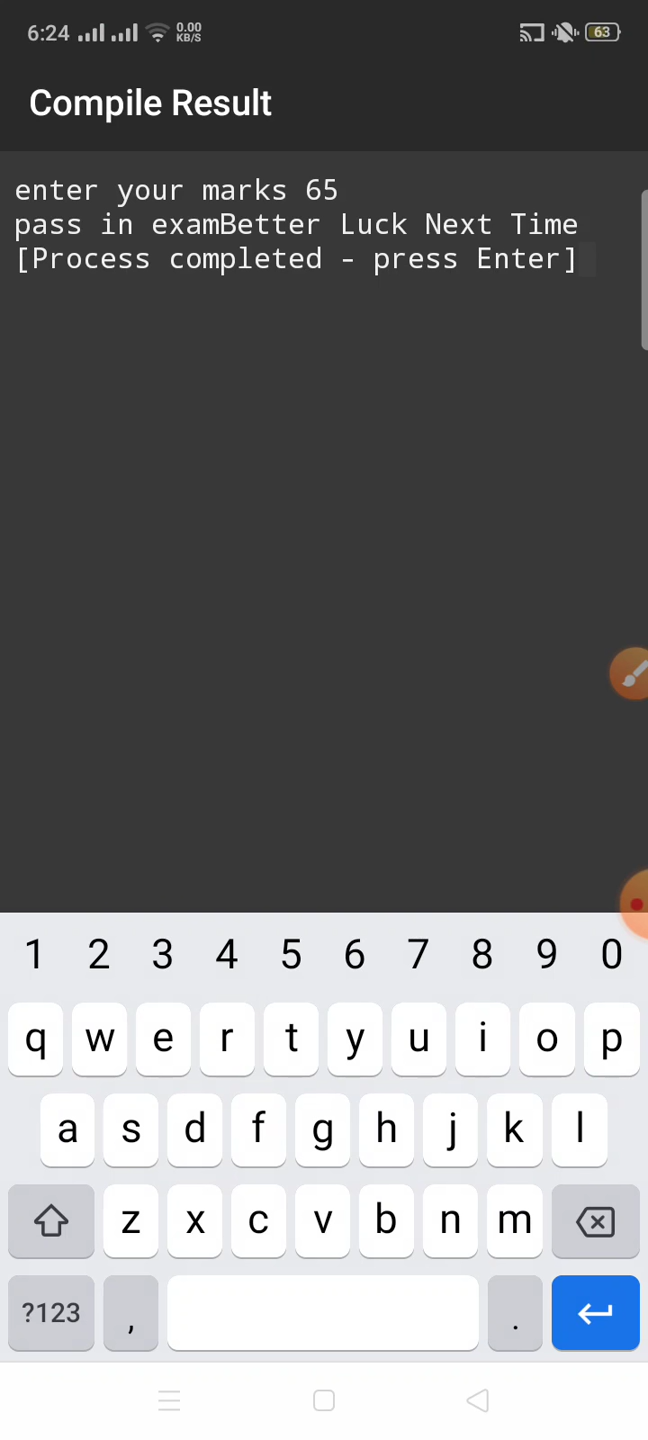 6:24 0.00 KB/S 63
Compile Result
enter your marks 65
pass in examBetter Luck Next Time
[Process completed - press Enter]
1 2 3 4 5 6 7 8 9 0
q w e r t y u i o p
a s d f g h j k l
z x c v b n m
?123 , .